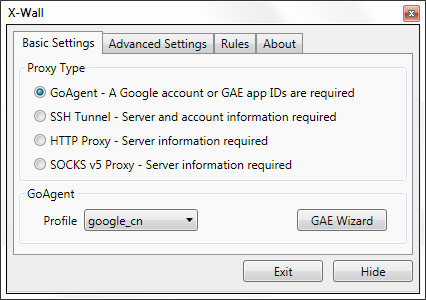 X-Wall
Basic Settings Advanced Settings Rules About
Proxy Type
GoAgent - A Google account or GAE app IDs are required
SSH Tunnel - Server and account information required
HTTP Proxy - Server information required
SOCKS v5 Proxy - Server information required
GoAgent
Profile google_cn GAE Wizard
Exit Hide